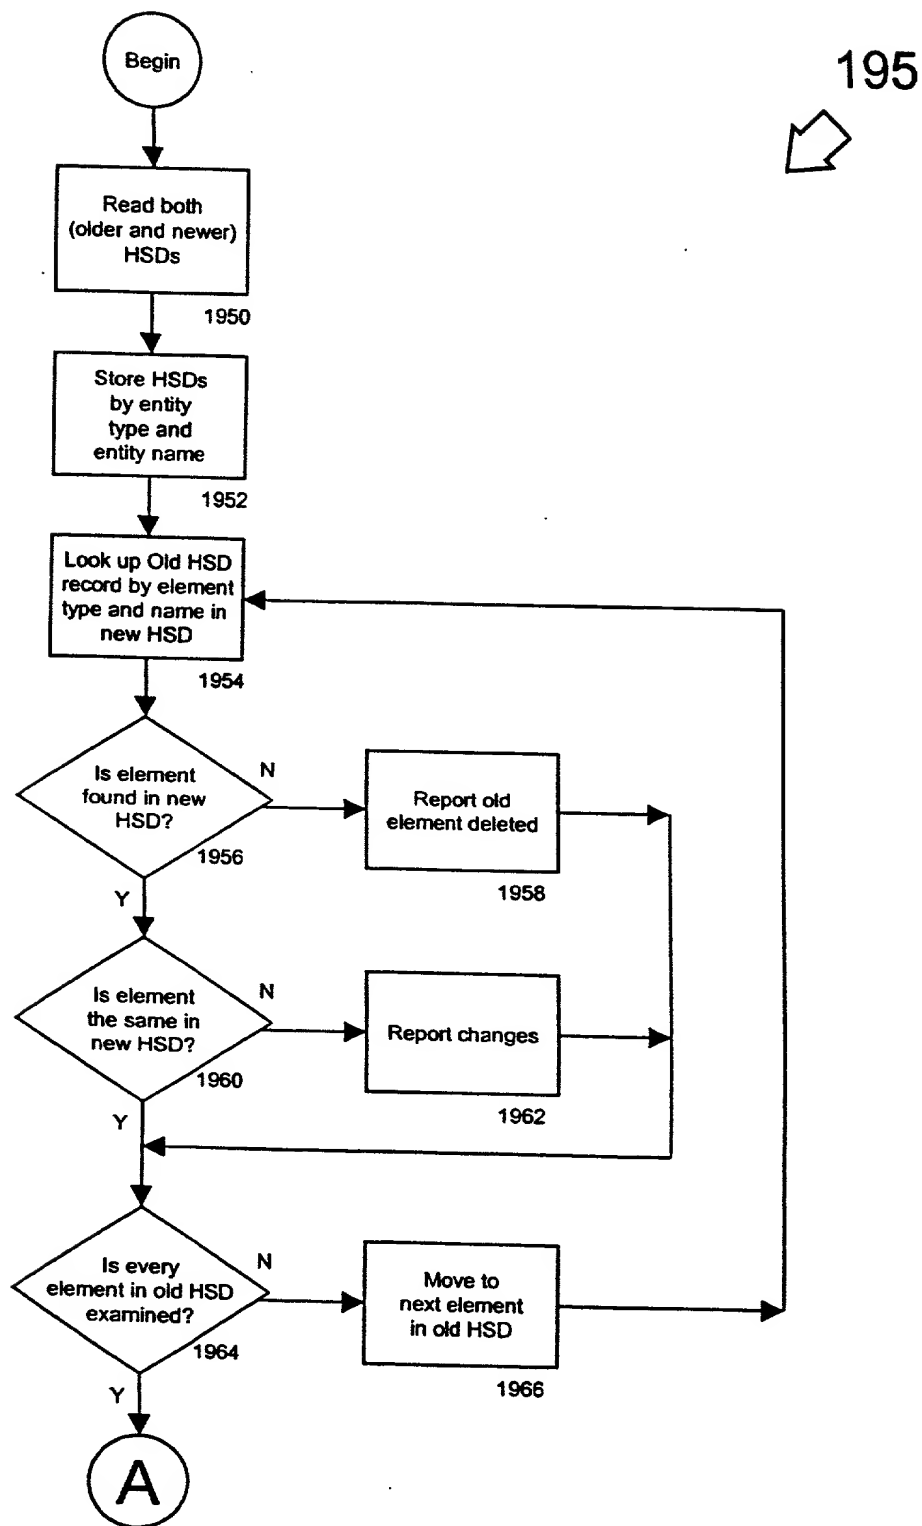 Begin
195
Read both
(older and newer)
HSDs
1950
Store HSDs
by entity
type and
entity name
1952
Look up Old HSD
record by element
type and name in
new HSD
1954
Is element
found in new
HSD?
N
1956
Y
Report old
element deleted
1958
Is element
the same in
new HSD?
N
1960
Y
Report changes
1962
Is every
element in old HSD
examined?
N
1964
Y
Move to
next element
in old HSD
1966
A